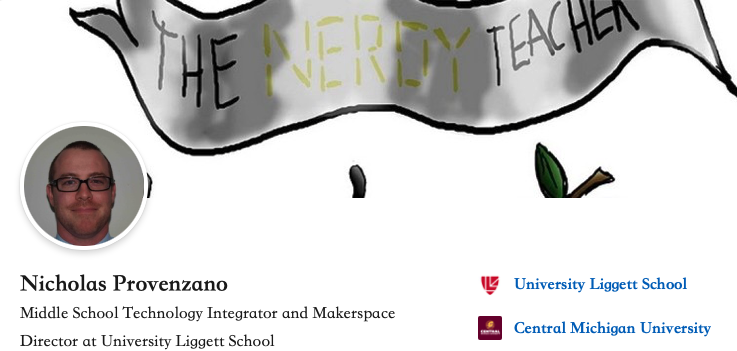 THE NERDY TEACHER
Nicholas Provenzano
Middle School Technology Integrator and Makerspace
Director at University Liggett School
University Liggett School
Central Michigan University